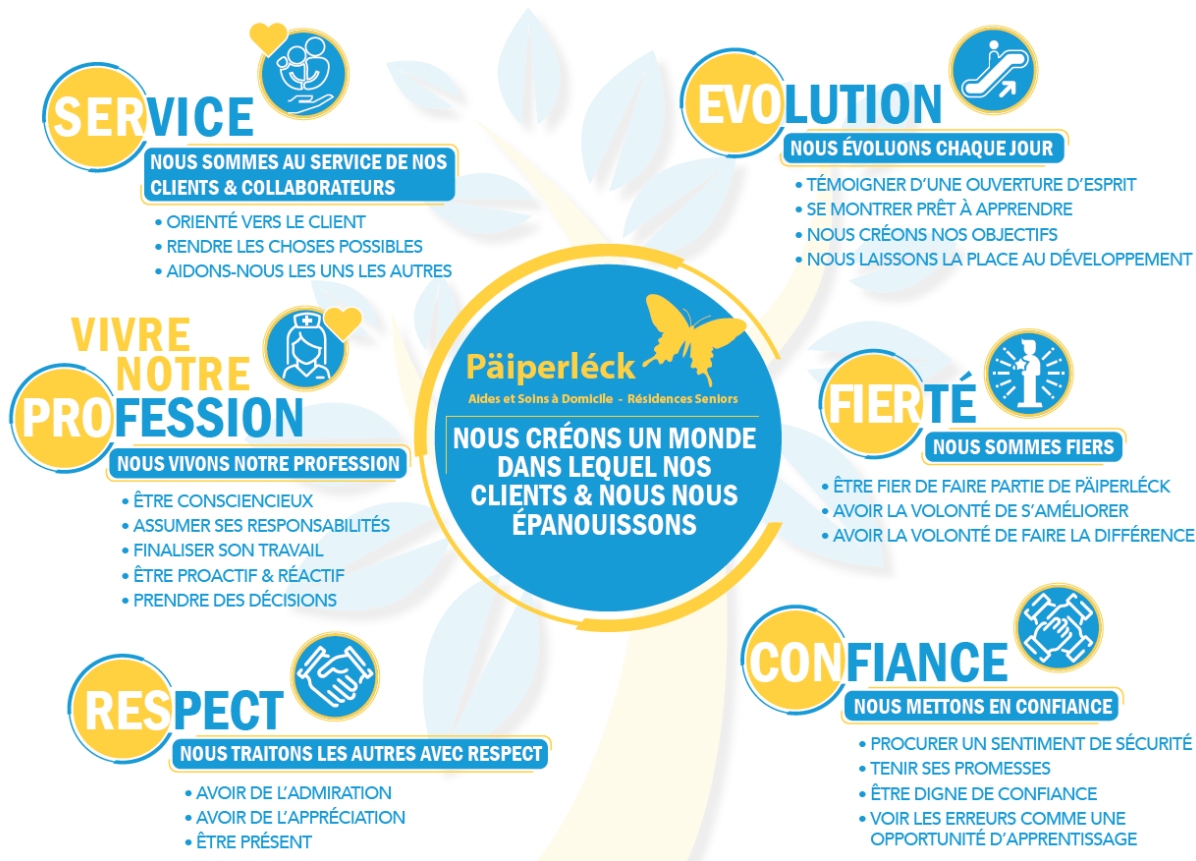 SERVICE
NOUS SOMMES AU SERVICE DE NOS
CLIENTS & COLLABORATEURS
• ORIENTÉ VERS LE CLIENT
• RENDRE LES CHOSES POSSIBLES
• AIDONS-NOUS LES UNS LES AUTRES
VIVRE
NOTRE
PROFESSION
NOUS VIVONS NOTRE PROFESSION
• ÊTRE CONSCIENCIEUX
• ASSUMER SES RESPONSABILITÉS
• FINALISER SON TRAVAIL
• ÊTRE PROACTIF & RÉACTIF
• PRENDRE DES DÉCISIONS
RESPECT
NOUS TRAITONS LES AUTRES AVEC RESPECT
• AVOIR DE L’ADMIRATION
• AVOIR DE L’APPRÉCIATION
• ÊTRE PRÉSENT
Päiperléck
Aides et Soins à Domicile - Résidences Seniors
NOUS CRÉONS UN MONDE
DANS LEQUEL NOS
CLIENTS & NOUS NOUS
ÉPANOUISSONS
EVOLUTION
NOUS ÉVOLUONS CHAQUE JOUR
• TÉMOIGNER D’UNE OUVERTURE D’ESPRIT
• SE MONTRER PRÊT À APPRENDRE
• NOUS CRÉONS NOS OBJECTIFS
• NOUS LAISSONS LA PLACE AU DÉVELOPPEMENT
FIERTÉ
NOUS SOMMES FIERS
• ÊTRE FIER DE FAIRE PARTIE DE PÄIPERLÉCK
• AVOIR LA VOLONTÉ DE S’AMÉLIORER
• AVOIR LA VOLONTÉ DE FAIRE LA DIFFÉRENCE
CONFIANCE
NOUS METTONS EN CONFIANCE
• PROCURER UN SENTIMENT DE SÉCURITÉ
• TENIR SES PROMESSES
• ÊTRE DIGNE DE CONFIANCE
• VOIR LES ERREURS COMME UNE
OPPORTUNITÉ D’APPRENTISSAGE